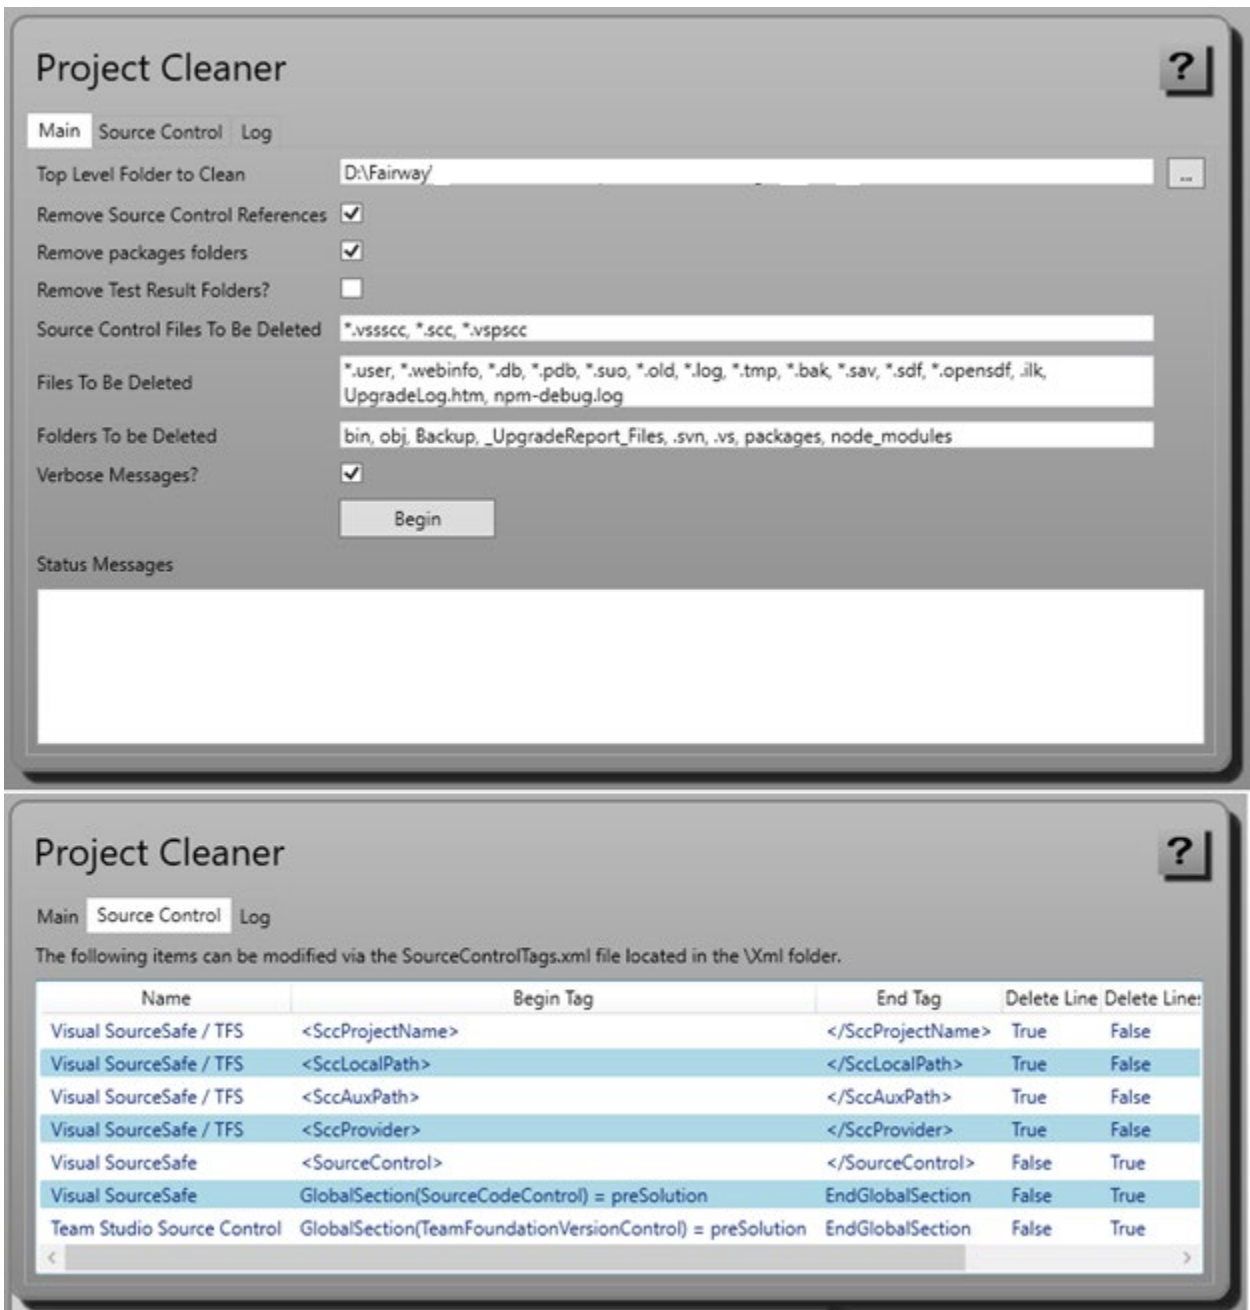 Project Cleaner
?
Main Source Control Log
Top Level Folder to Clean D:\Fairway ...
Remove Source Control References
Remove packages folders
Remove Test Result Folders?
Source Control Files To Be Deleted *.vssscc, *.scc, *.vspscc
Files To Be Deleted *.user, *.webinfo, *.db, *.pdb, *.suo, *.old, *.log, *.tmp, *.bak, *.sav, *.sdf, *.opensdf, .ilk,
UpgradeLog.htm, npm-debug.log
Folders To be Deleted bin, obj, Backup, _UpgradeReport_Files, .svn, .vs, packages, node_modules
Verbose Messages?
Begin
Status Messages
Project Cleaner
?
Main Source Control Log
The following items can be modified via the SourceControlTags.xml file located in the \Xml folder.
Name Begin Tag End Tag Delete Line Delete Lines
Visual SourceSafe / TFS <SccProjectName> </SccProjectName> True False
Visual SourceSafe / TFS <SccLocalPath> </SccLocalPath> True False
Visual SourceSafe / TFS <SccAuxPath> </SccAuxPath> True False
Visual SourceSafe / TFS <SccProvider> </SccProvider> True False
Visual SourceSafe <SourceControl> </SourceControl> False True
Visual SourceSafe GlobalSection(SourceCodeControl) = preSolution EndGlobalSection False True
Team Studio Source Control GlobalSection(TeamFoundationVersionControl) = preSolution EndGlobalSection False True